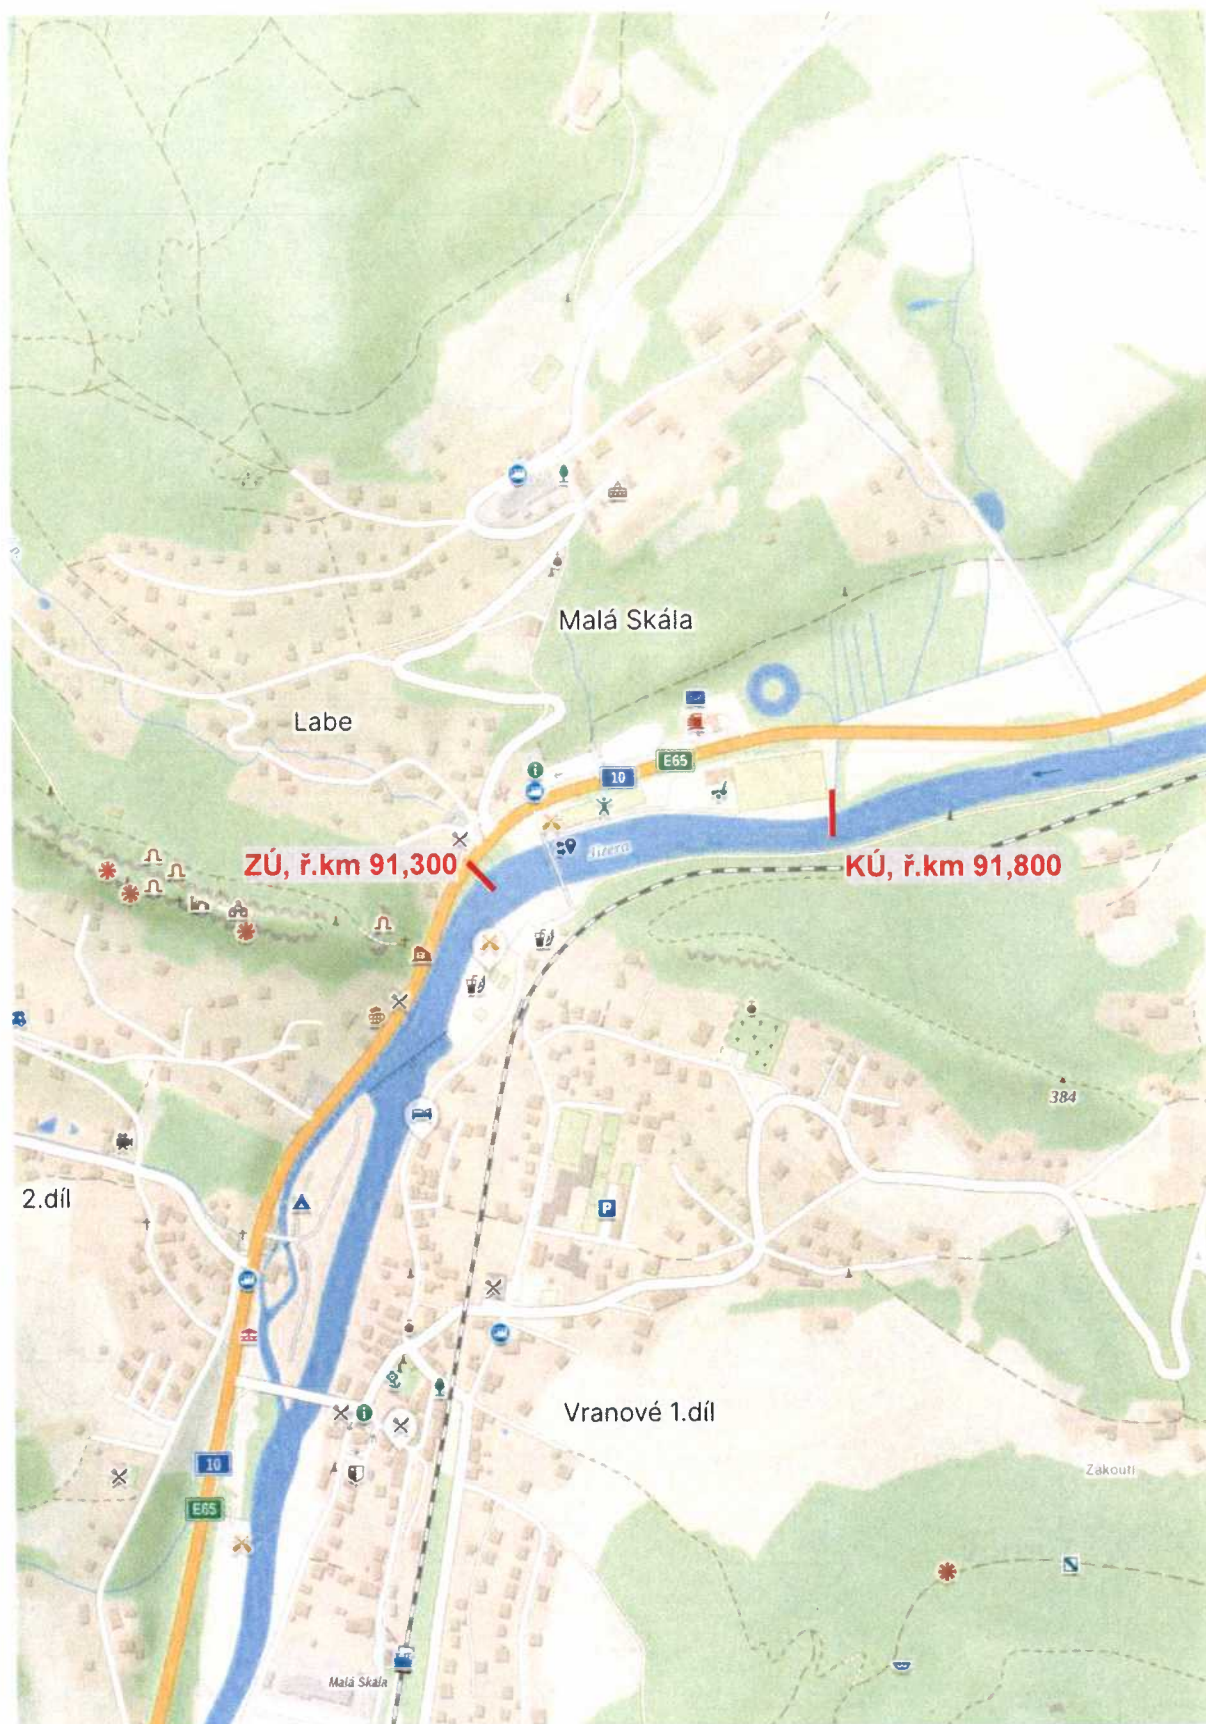 Malá Skála
Labe
E65
10
Jizera
ZÚ, ř.km 91,300
KÚ, ř.km 91,800
384
2.díl
P
Vranové 1.díl
10
Zákoutí
E65
Malá Skála